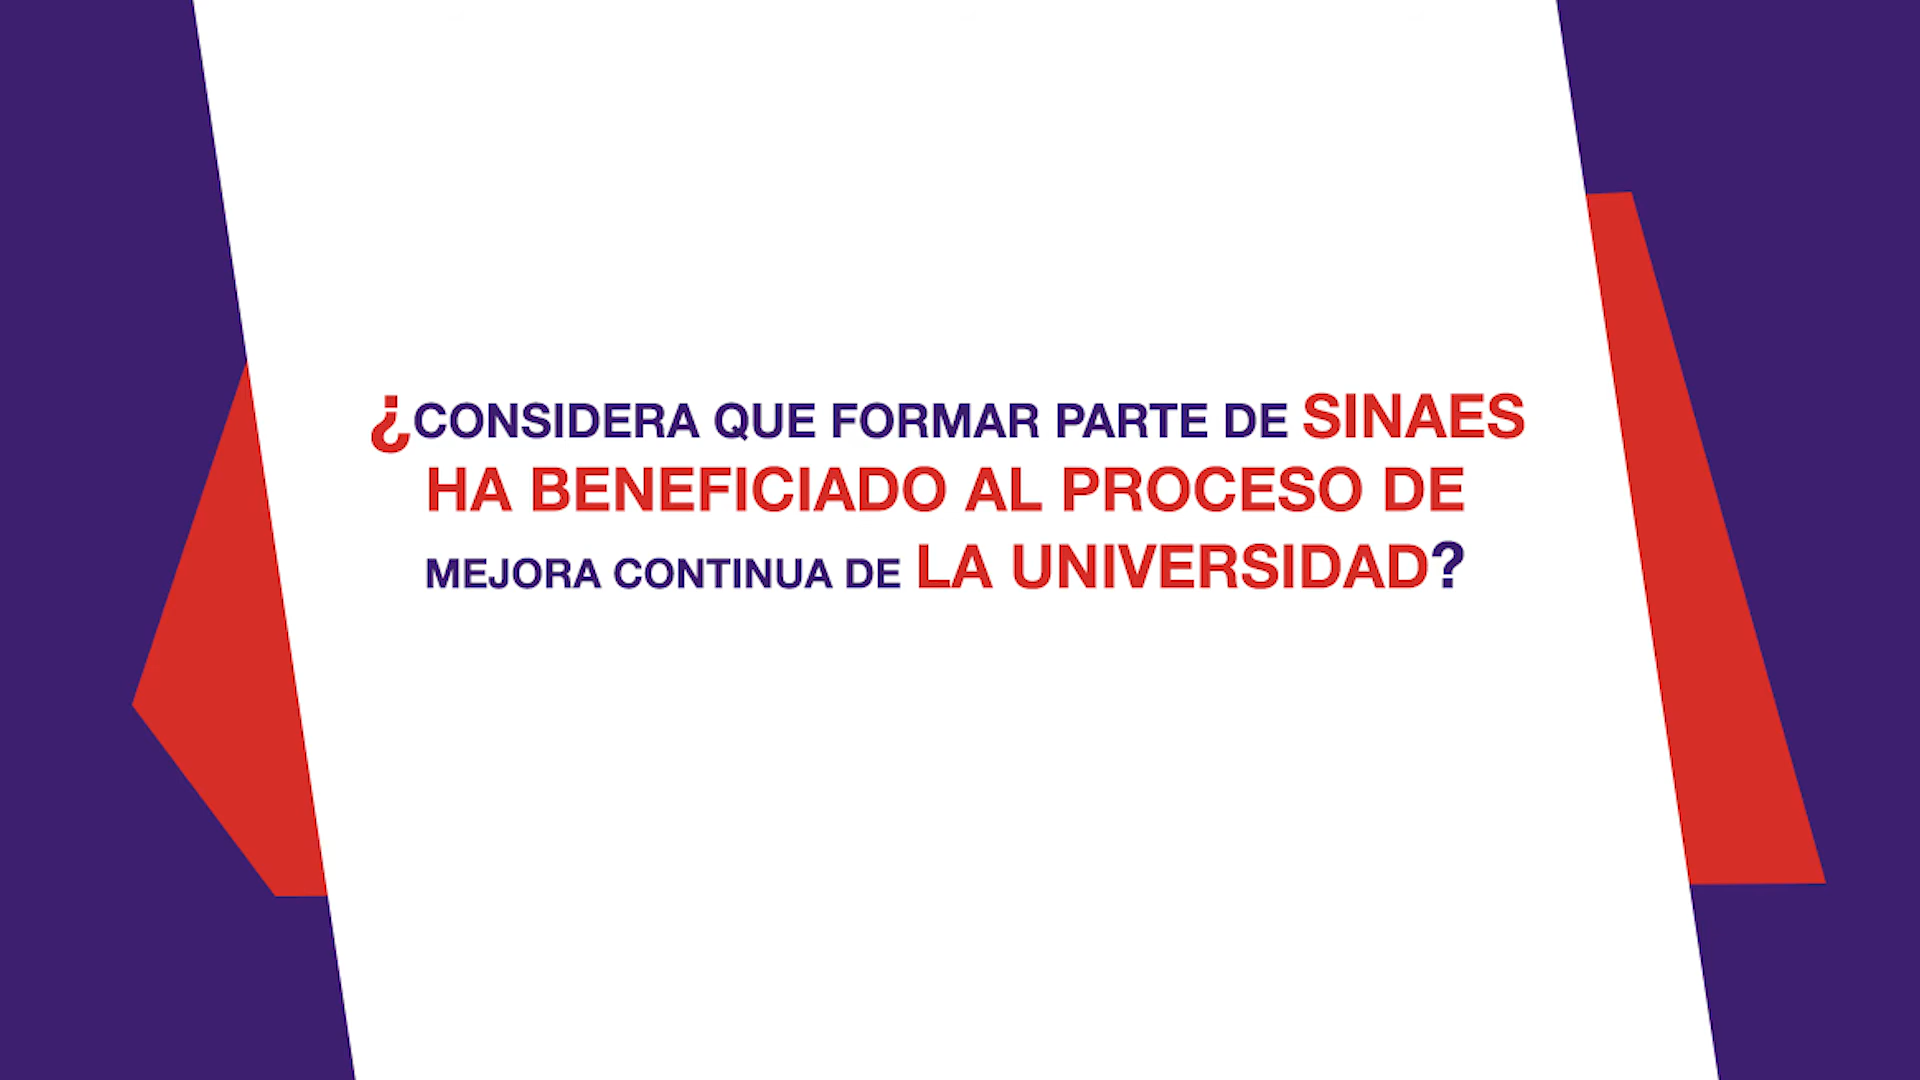 ¿CONSIDERA QUE FORMAR PARTE DE SINAES
HA BENEFICIADO AL PROCESO DE
MEJORA CONTINUA DE LA UNIVERSIDAD?